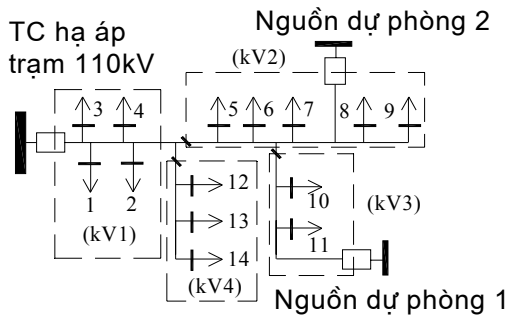 Nguồn dự phòng 2
TC hạ áp
trạm 110kV
(kV2)
3
4
5
6
7
8
9
1
2
(kV1)
12
13
14
(kV4)
10
11
(kV3)
Nguồn dự phòng 1